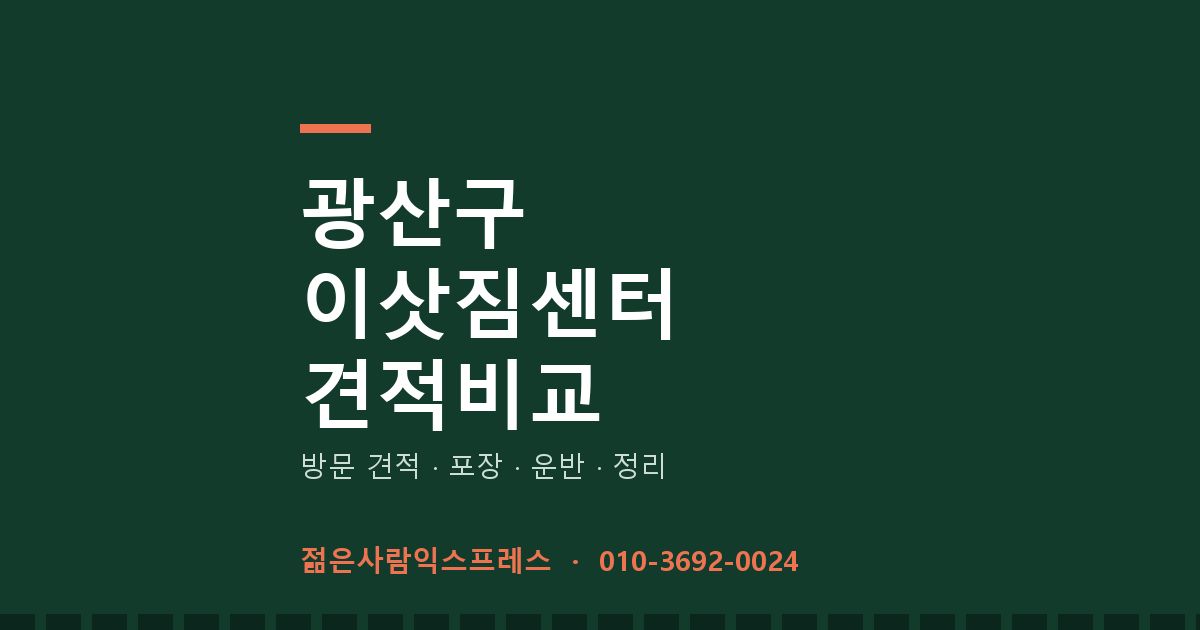 광산구
이삿짐센터
견적비교
방문 견적 · 포장 · 운반 · 정리
젊은사람익스프레스 · 010-3692-0024